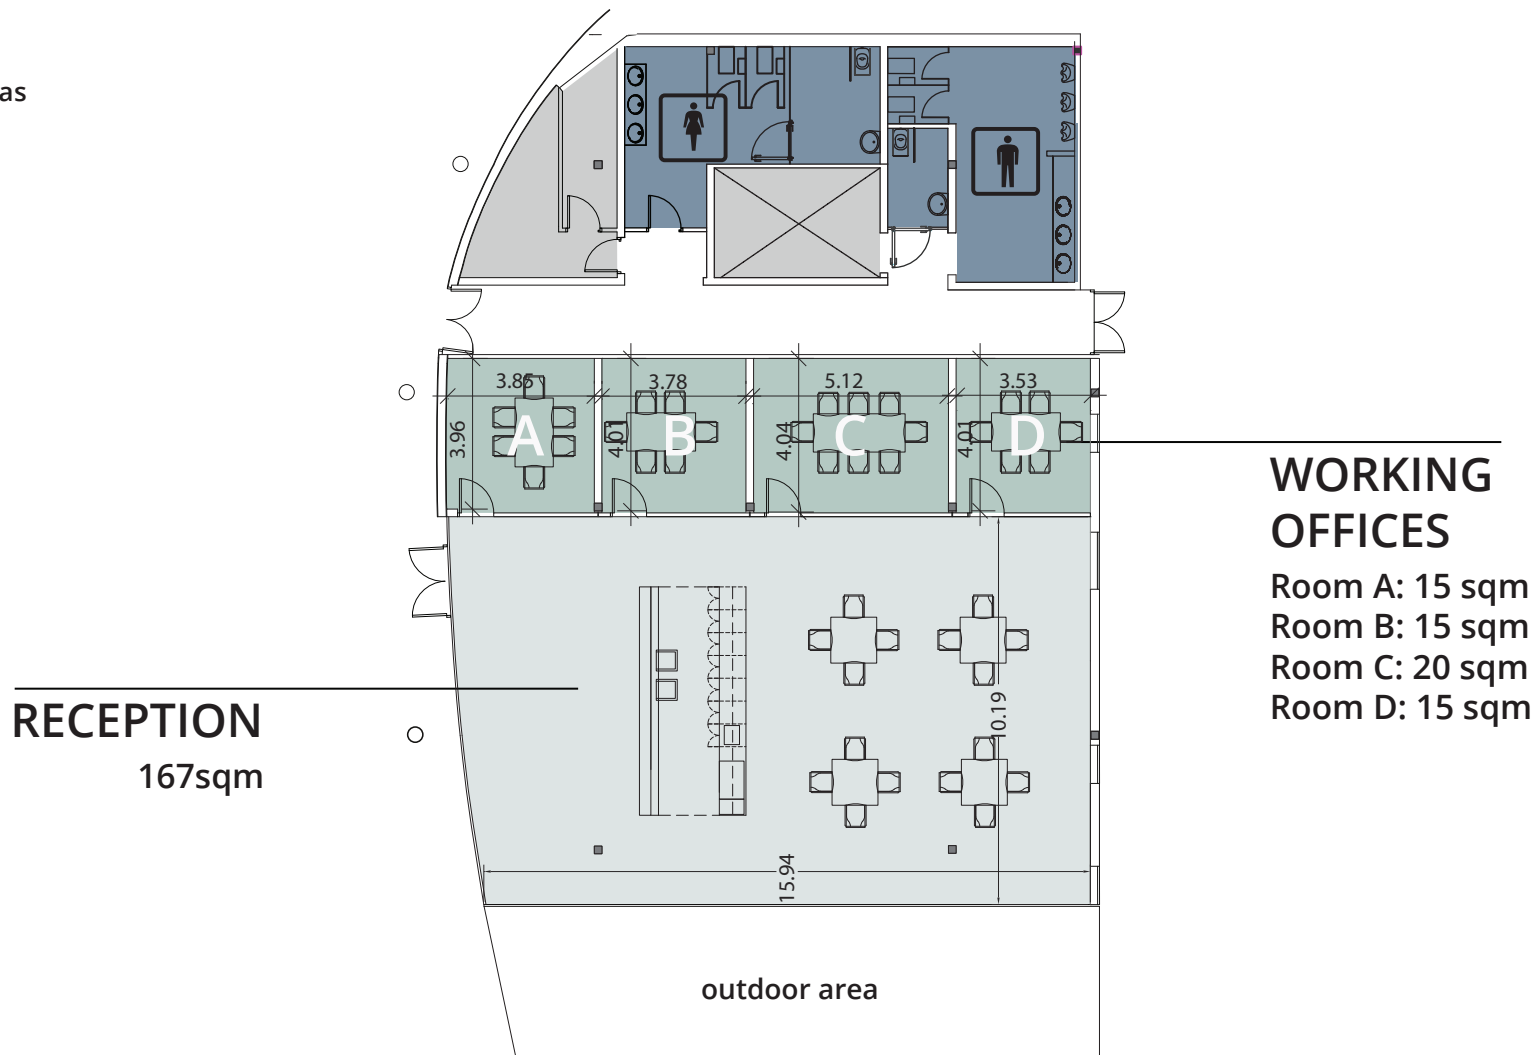 as
3.85
3.78
5.12
3.53
3.96
4.01
4.04
4.01
A
B
C
D
WORKING
OFFICES
Room A: 15 sqm
Room B: 15 sqm
Room C: 20 sqm
Room D: 15 sqm
RECEPTION
167sqm
10.19
15.94
outdoor area